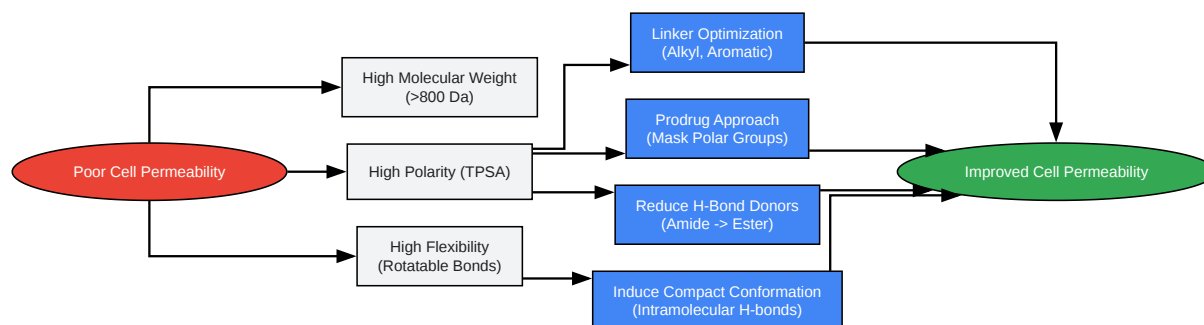 Linker Optimization
(Alkyl, Aromatic)
High Molecular Weight
(>800 Da)
Prodrug Approach
(Mask Polar Groups)
Poor Cell Permeability
High Polarity (TPSA)
Improved Cell Permeability
Reduce H-Bond Donors
(Amide -> Ester)
High Flexibility
(Rotatable Bonds)
Induce Compact Conformation
(Intramolecular H-bonds)